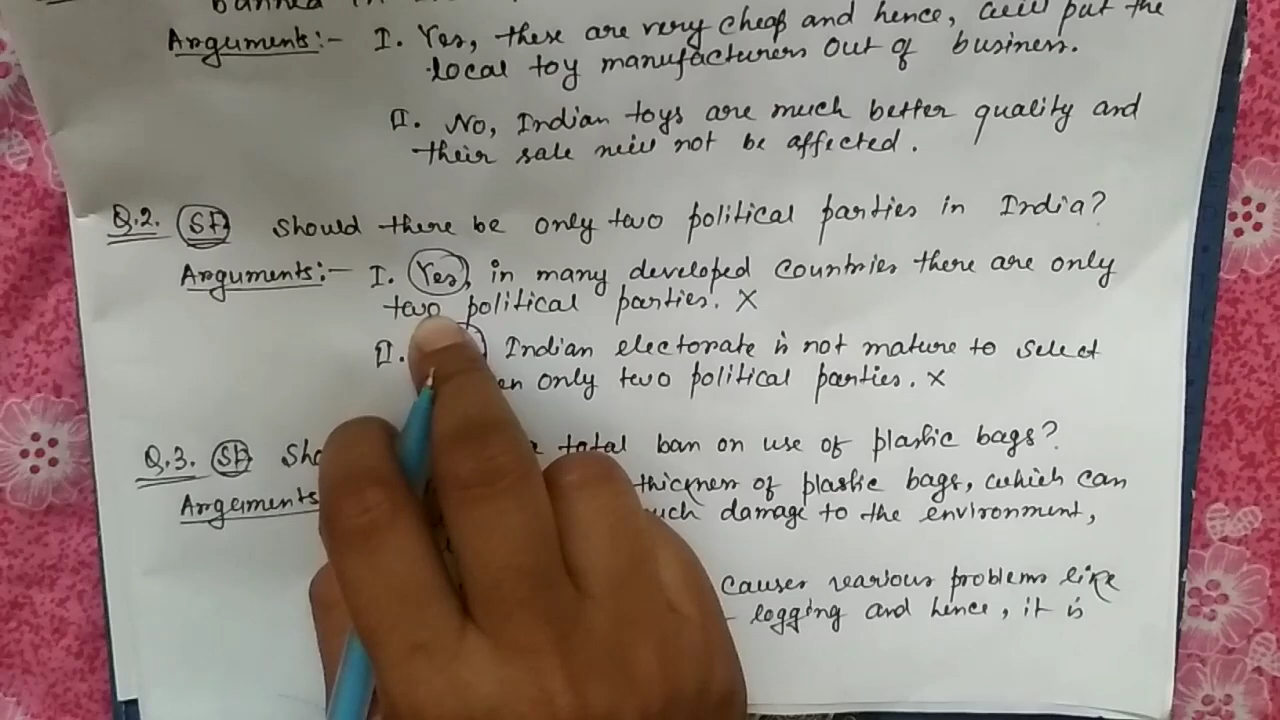 banned in
Arguments:- I. Yes, these are very cheap and hence, will put the
local toy manufacturers out of business.
II. No, Indian toys are much better quality and
their sale will not be affected.
Q.2. Should there be only two political parties in India?
Arguments:- I. Yes, in many developed countries there are only
two political parties. X
II. Indian electorate is not mature to select
only two political parties. X
Q.3. total ban on use of plastic bags?
Arguments thickness of plastic bags, which can
damage to the environment,
causes various problems like
logging and hence, it is